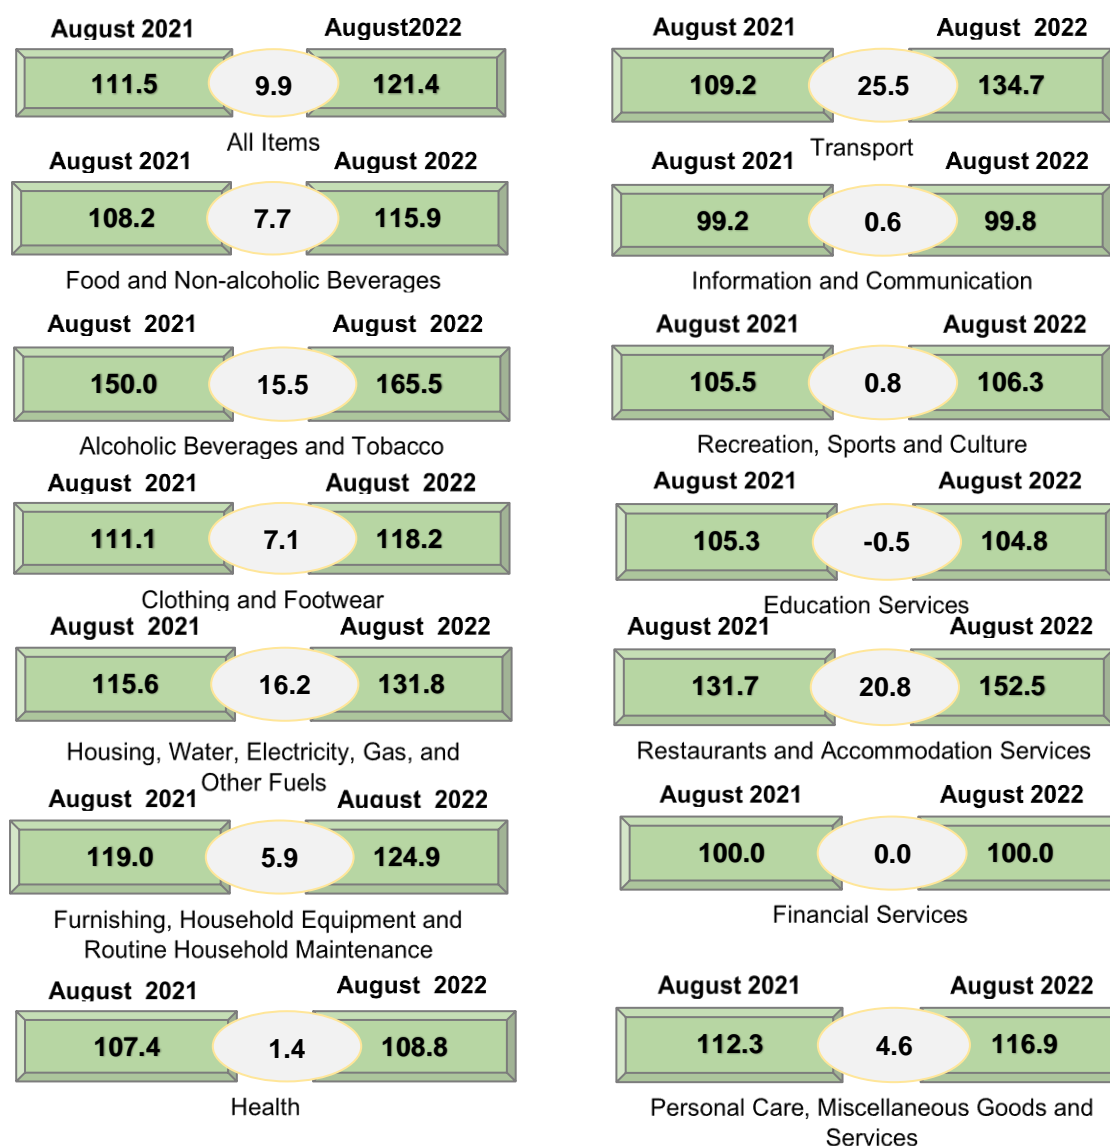 August 2021 August2022
111.5 9.9 121.4
All Items
August 2021 August 2022
108.2 7.7 115.9
Food and Non-alcoholic Beverages
August 2021 August 2022
150.0 15.5 165.5
Alcoholic Beverages and Tobacco
August 2021 August 2022
111.1 7.1 118.2
Clothing and Footwear
August 2021 August 2022
115.6 16.2 131.8
Housing, Water, Electricity, Gas, and
Other Fuels
August 2021 August 2022
119.0 5.9 124.9
Furnishing, Household Equipment and
Routine Household Maintenance
August 2021 August 2022
107.4 1.4 108.8
Health
August 2021 August 2022
109.2 25.5 134.7
Transport
August 2021 August 2022
99.2 0.6 99.8
Information and Communication
August 2021 August 2022
105.5 0.8 106.3
Recreation, Sports and Culture
August 2021 August 2022
105.3 -0.5 104.8
Education Services
August 2021 August 2022
131.7 20.8 152.5
Restaurants and Accommodation Services
August 2021 August 2022
100.0 0.0 100.0
Financial Services
August 2021 August 2022
112.3 4.6 116.9
Personal Care, Miscellaneous Goods and
Services